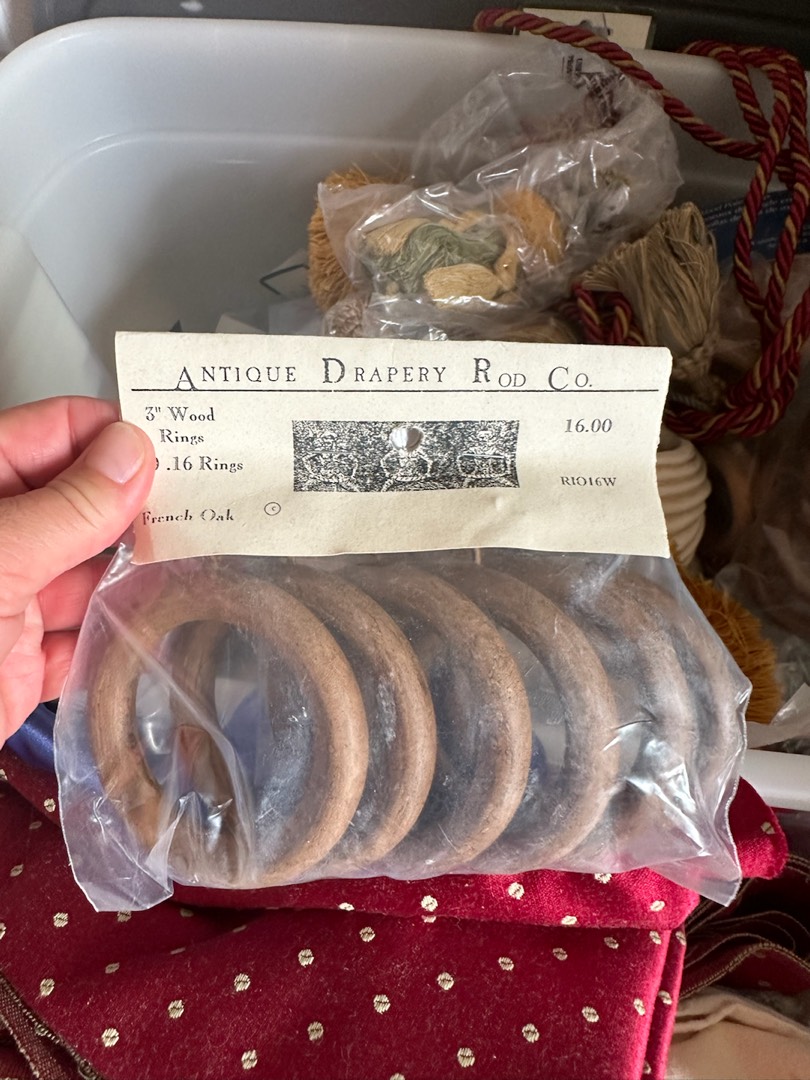 ANTIQUE DRAPERY ROD CO.
3" Wood
Rings
.16 Rings
French Oak ©
16.00
RIO16W